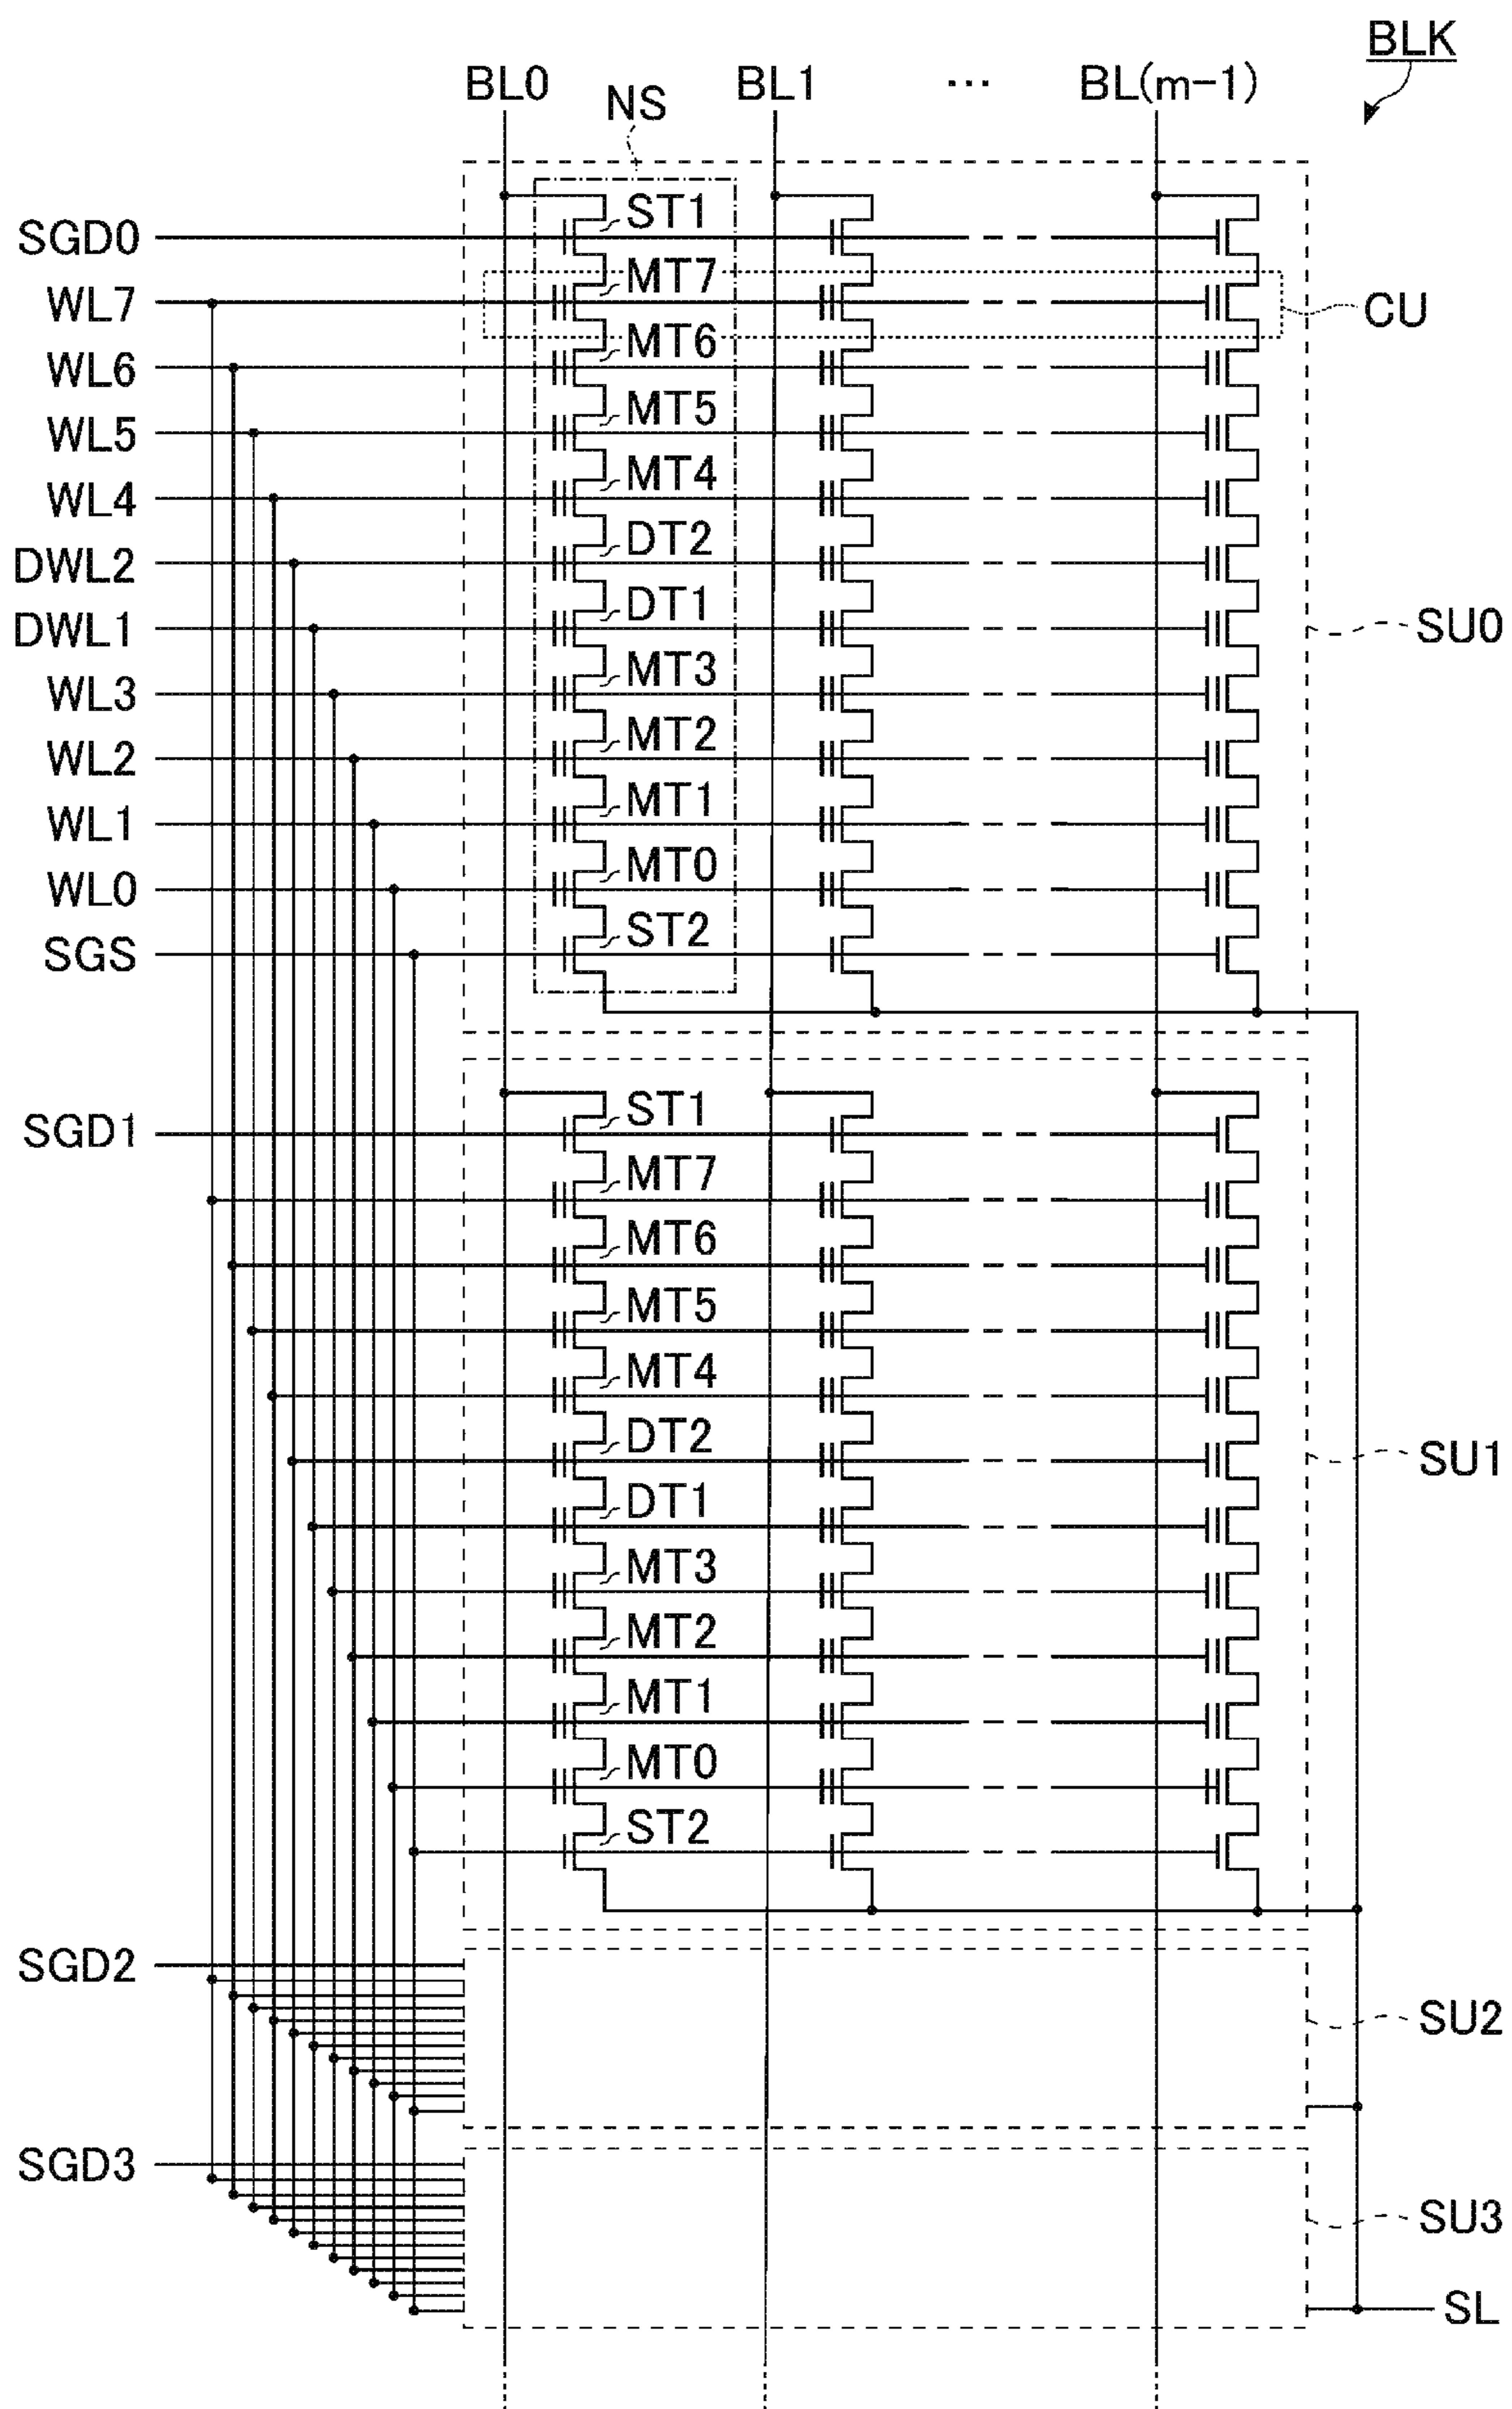 BLK
BL0 NS BL1 ... BL(m-1)
SGD0 ST1
WL7 MT7 CU
WL6 MT6
WL5 MT5
WL4 MT4
DWL2 DT2
DWL1 DT1 SU0
WL3 MT3
WL2 MT2
WL1 MT1
WL0 MT0
SGS ST2
SGD1 ST1
MT7
MT6
MT5
MT4
DT2 SU1
DT1
MT3
MT2
MT1
MT0
ST2
SGD2
SU2
SGD3
SU3
SL